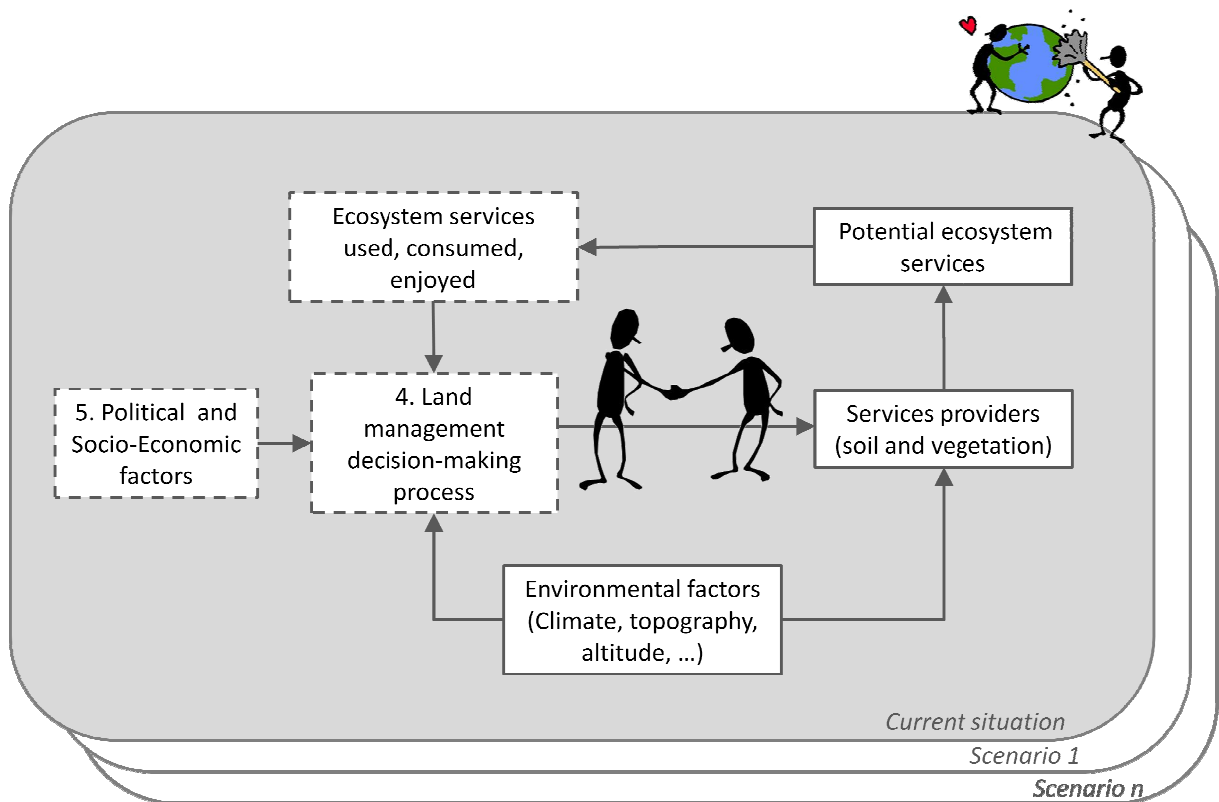 Ecosystem services
used, consumed,
enjoyed
Potential ecosystem
services
5. Political and
Socio-Economic
factors
4. Land
management
decision-making
process
Services providers
(soil and vegetation)
Environmental factors
(Climate, topography,
altitude, ...)
Current situation
Scenario 1
Scenario n